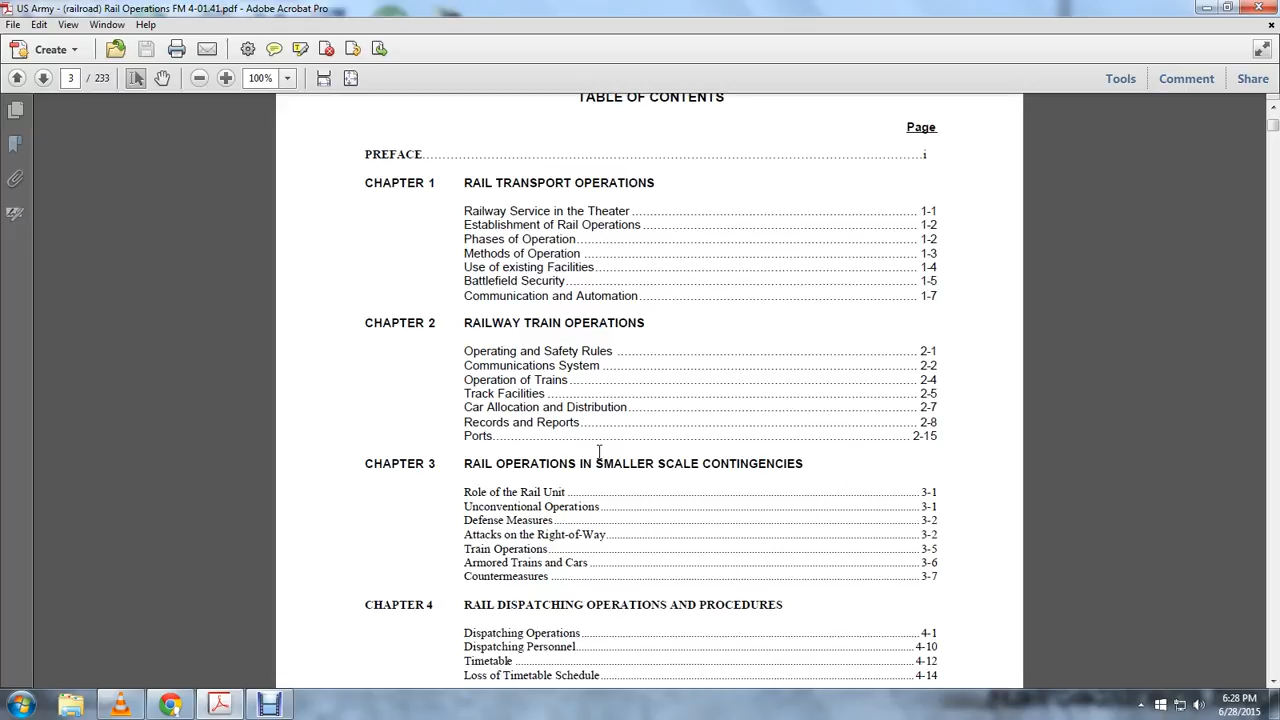 US Army - (railroad) Rail Operations FM 4-01.41.pdf - Adobe Acrobat Pro
File Edit View Window Help
Create
3 / 233 100% Tools Comment Share
TABLE OF CONTENTS
Page
PREFACE i
CHAPTER 1 RAIL TRANSPORT OPERATIONS
Railway Service in the Theater 1-1
Establishment of Rail Operations 1-2
Phases of Operation 1-2
Methods of Operation 1-3
Use of existing Facilities 1-4
Battlefield Security 1-5
Communication and Automation 1-7
CHAPTER 2 RAILWAY TRAIN OPERATIONS
Operating and Safety Rules 2-1
Communications System 2-2
Operation of Trains 2-4
Track Facilities 2-5
Car Allocation and Distribution 2-7
Records and Reports 2-8
Ports 2-15
CHAPTER 3 RAIL OPERATIONS IN SMALLER SCALE CONTINGENCIES
Role of the Rail Unit 3-1
Unconventional Operations 3-1
Defense Measures 3-2
Attacks on the Right-of-Way 3-2
Train Operations 3-5
Armored Trains and Cars 3-6
Countermeasures 3-7
CHAPTER 4 RAIL DISPATCHING OPERATIONS AND PROCEDURES
Dispatching Operations 4-1
Dispatching Personnel 4-10
Timetable 4-12
Loss of Timetable Schedule 4-14
6:28 PM
6/28/2015